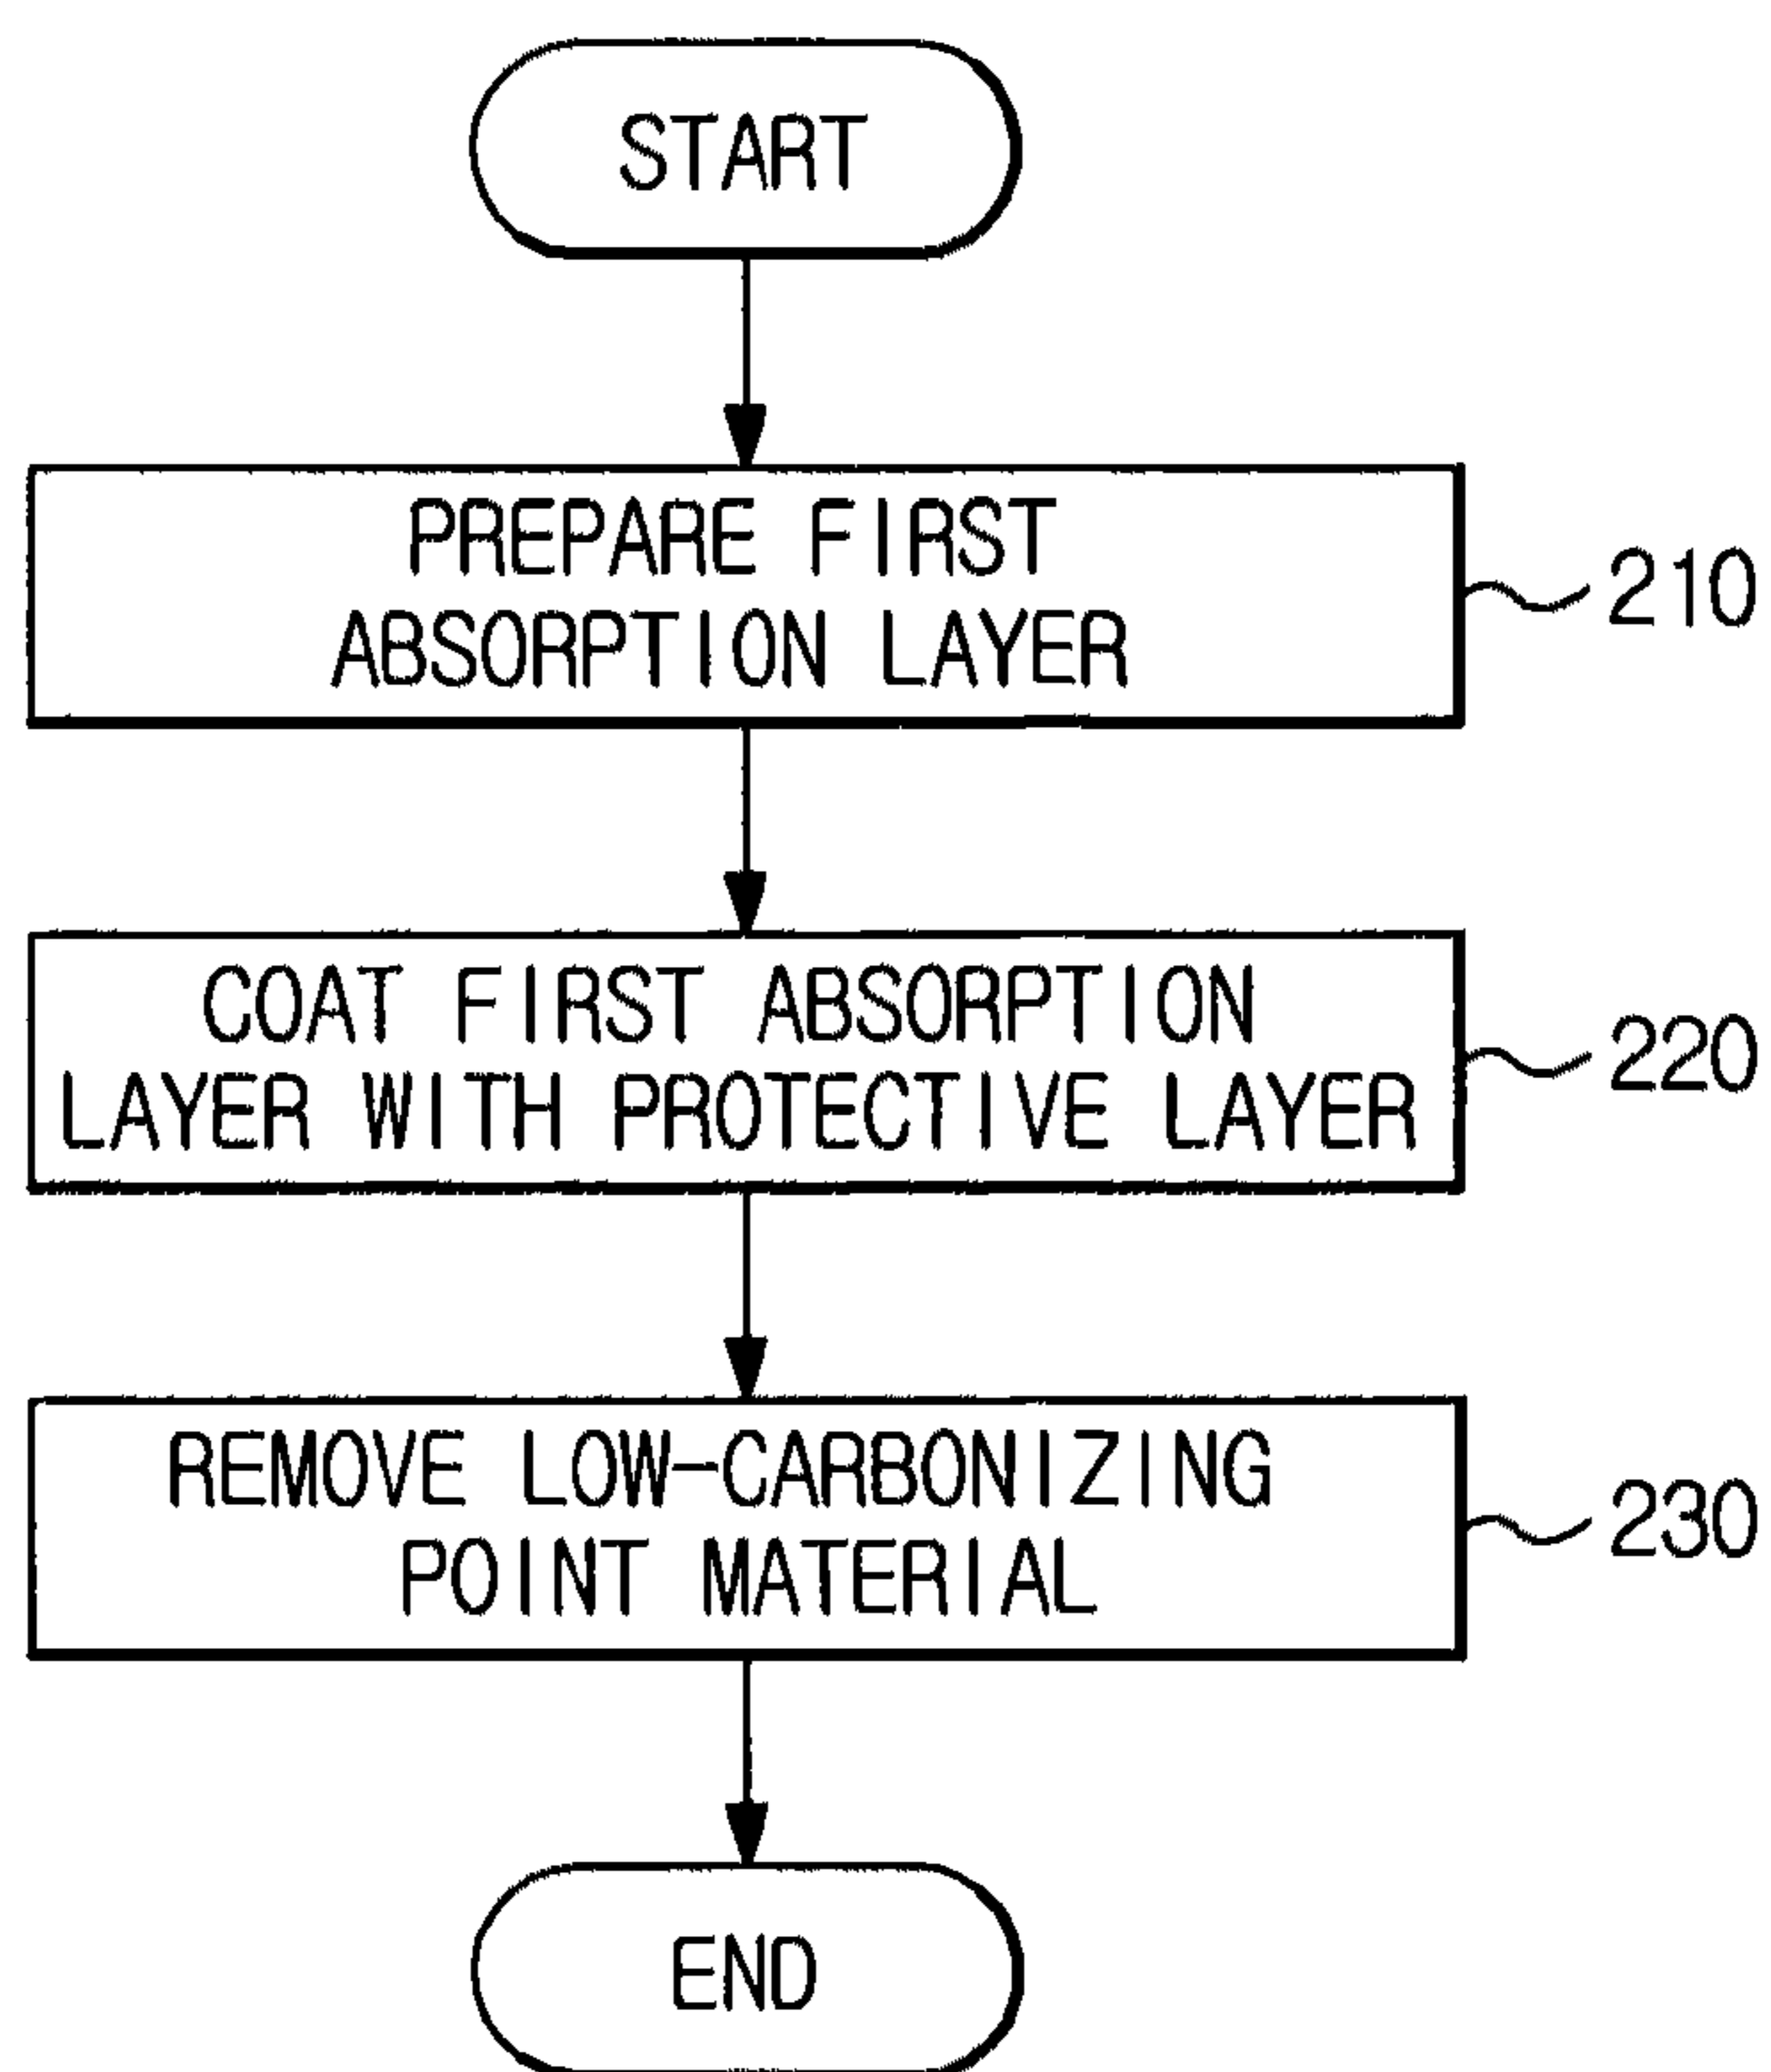 START
PREPARE FIRST
ABSORPTION LAYER
210
COAT FIRST ABSORPTION
LAYER WITH PROTECTIVE LAYER
220
REMOVE LOW-CARBONIZING
POINT MATERIAL
230
END